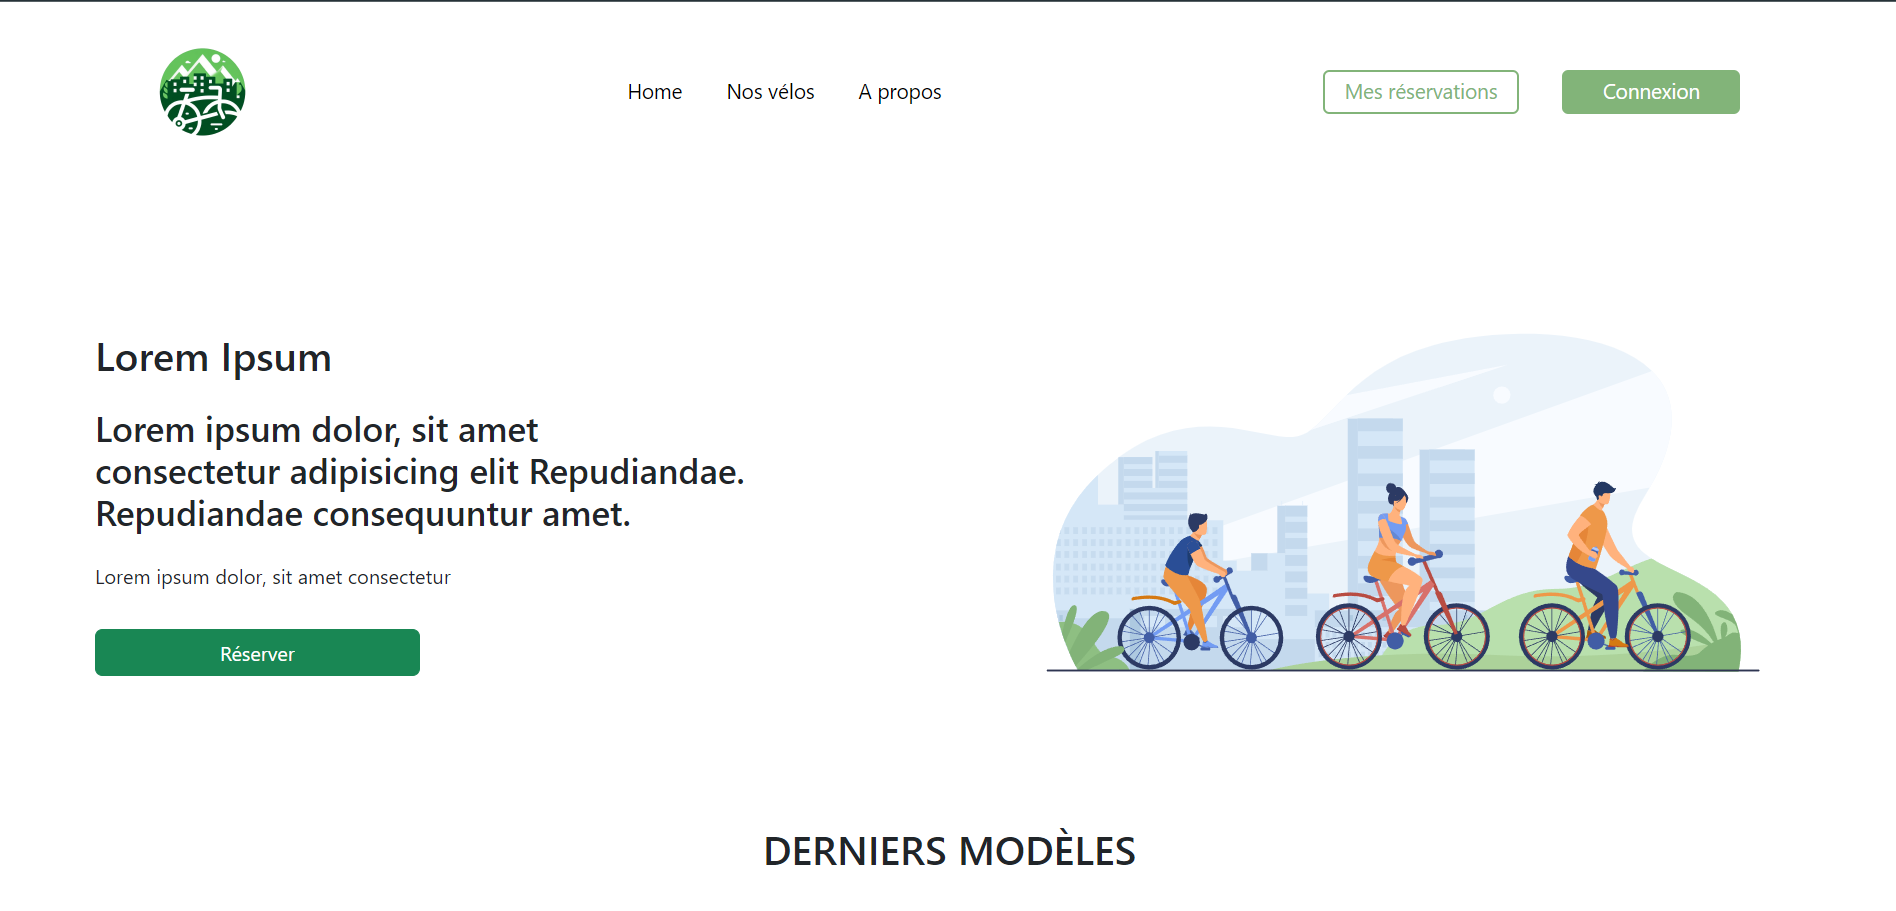 Home
Nos vélos
A propos
Mes réservations
Connexion
Lorem Ipsum
Lorem ipsum dolor, sit amet
consectetur adipisicing elit Repudiandae.
Repudiandae consequuntur amet.
Lorem ipsum dolor, sit amet consectetur
Réserver
DERNIERS MODÈLES